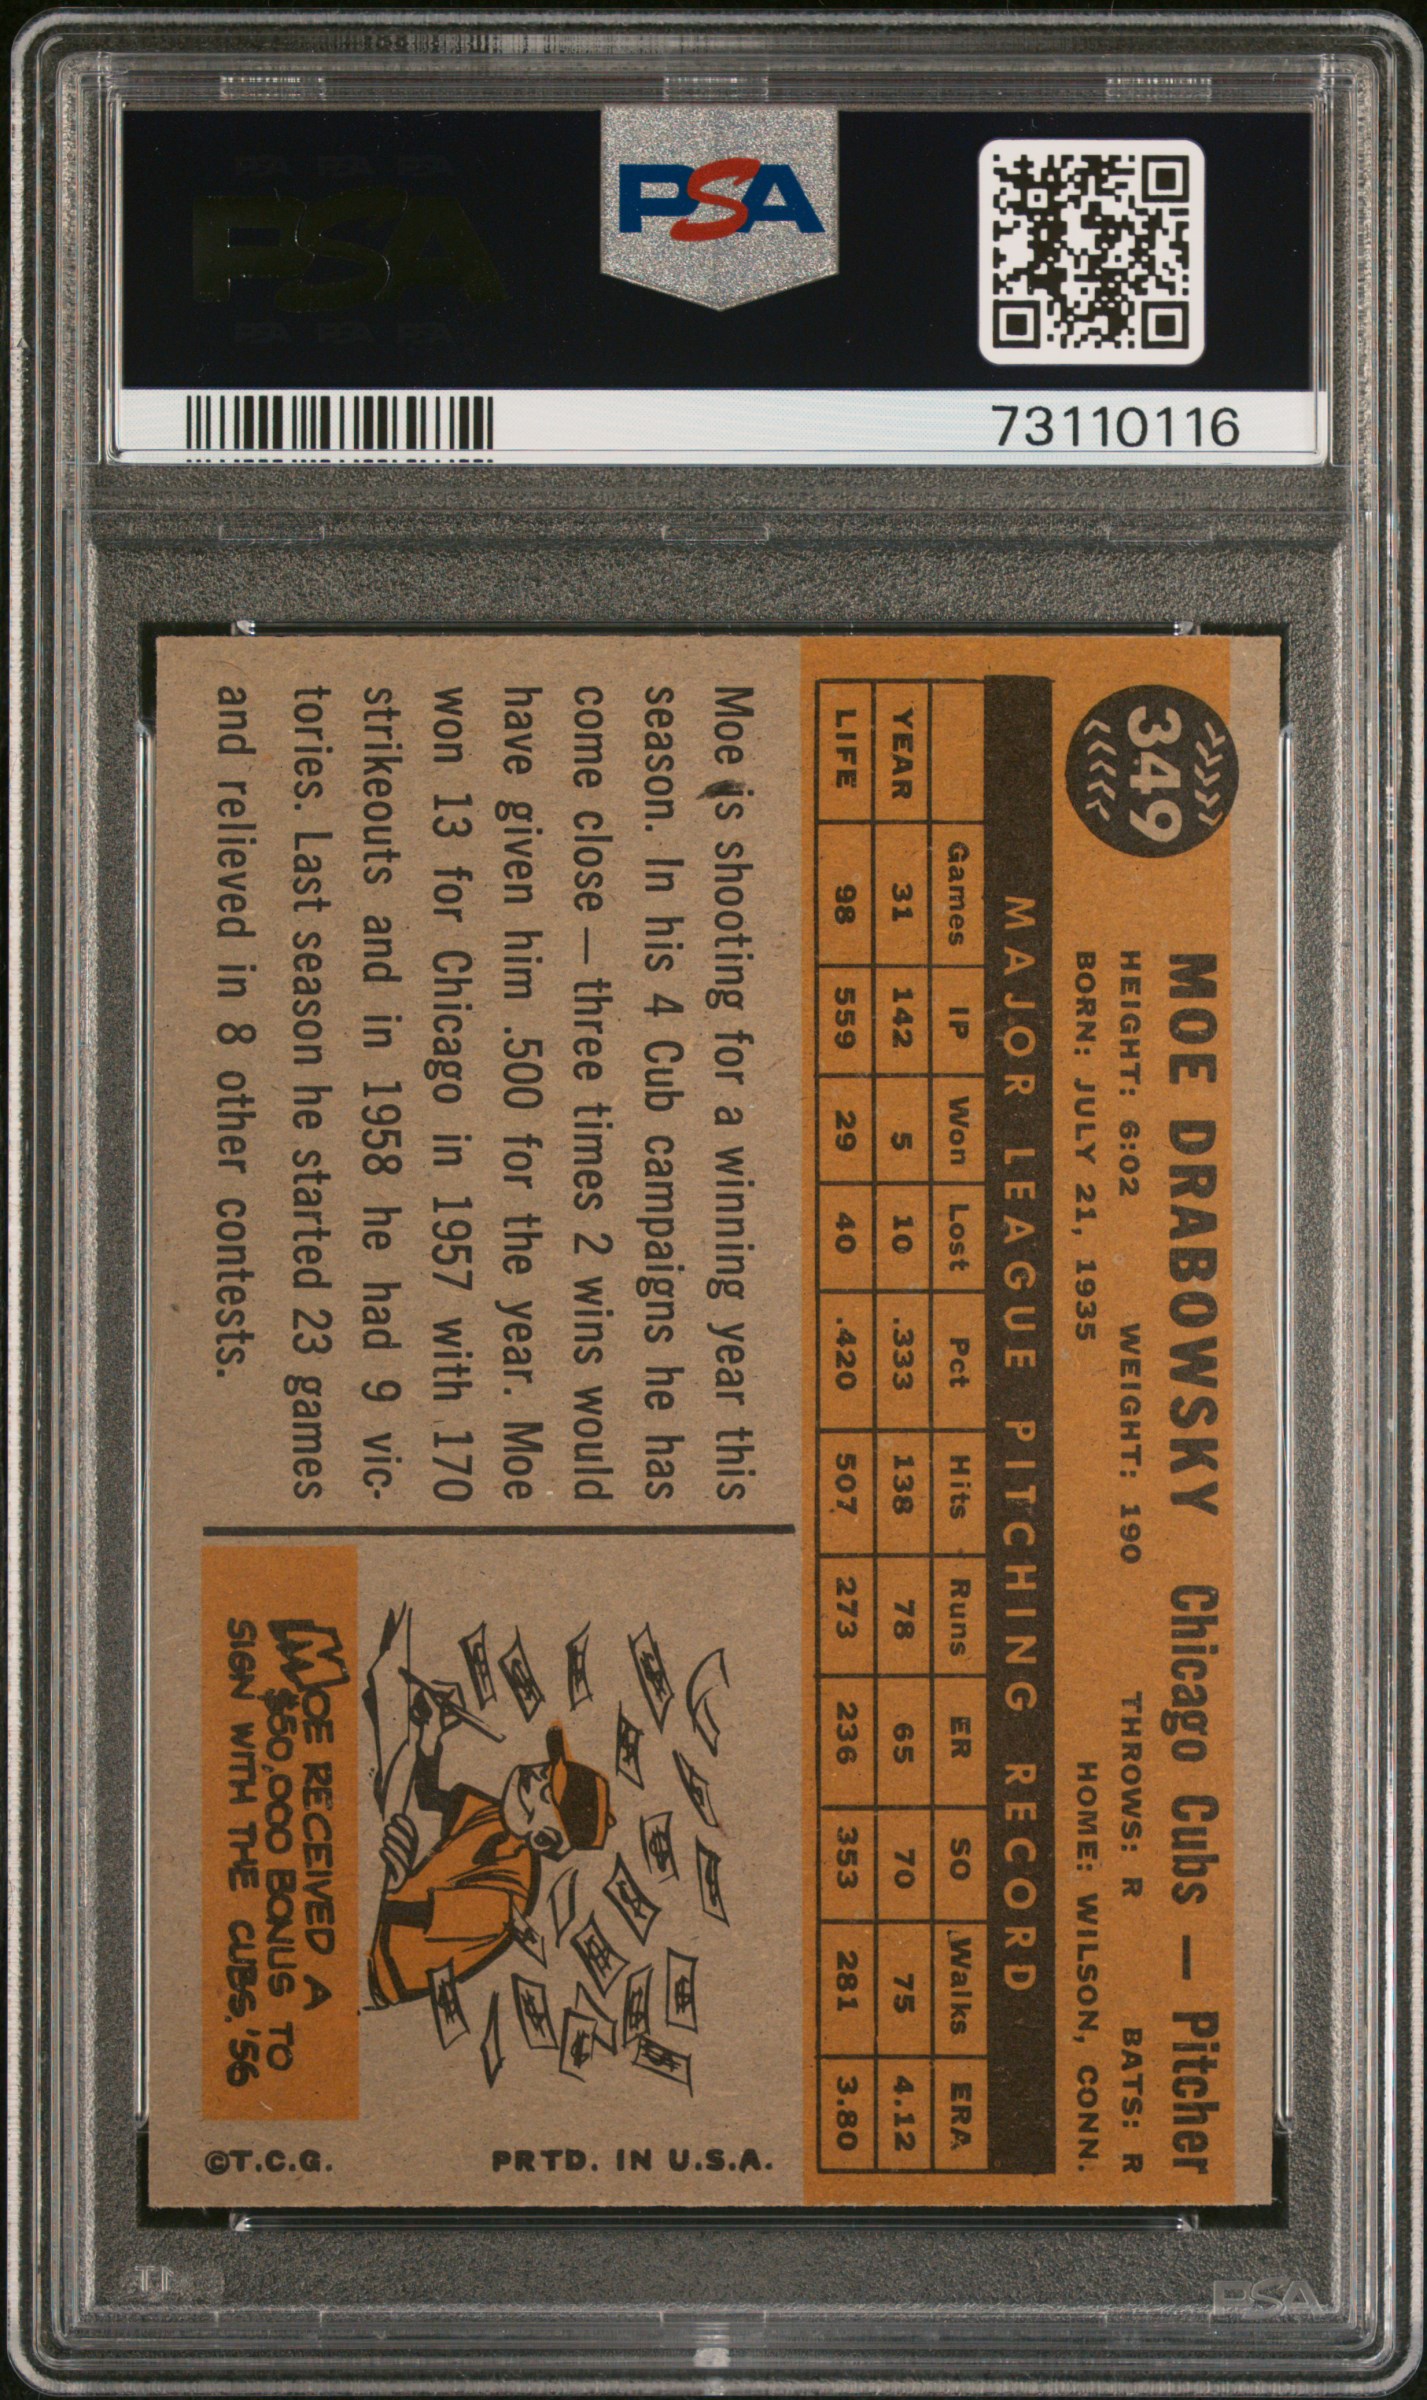 PSA PSA PSA
PSA
PSA PSA PSA
PSA
73110116
349
MOE DRABOWSKY Chicago Cubs — Pitcher
HEIGHT: 6:02 WEIGHT: 190 THROWS: R BATS: R
BORN: JULY 21, 1935 HOME: WILSON, CONN.
MAJOR LEAGUE PITCHING RECORD
Games IP Won Lost Pct Hits Runs ER SO Walks ERA
YEAR 31 142 5 10 .333 138 78 65 70 75 4.12
LIFE 98 559 29 40 .420 507 273 236 353 281 3.80
Moe is shooting for a winning year this
season. In his 4 Cub campaigns he has
come close — three times 2 wins would
have given him .500 for the year. Moe
won 13 for Chicago in 1957 with 170
strikeouts and in 1958 he had 9 vic-
tories. Last season he started 23 games
and relieved in 8 other contests.
MOE RECEIVED A
$50,000 BONUS TO
SIGN WITH THE CUBS. '56
PRTD. IN U.S.A.
©T.C.G.
PSA